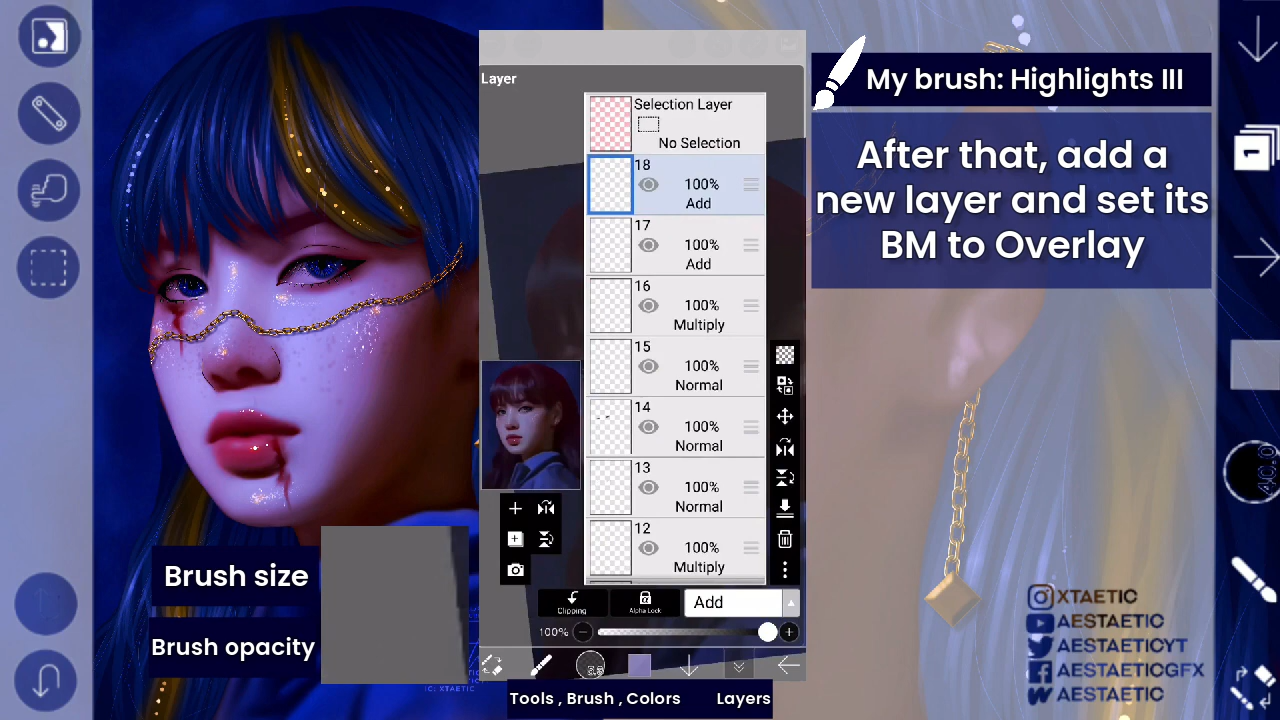 My brush: Highlights III
After that, add a
new layer and set its
BM to Overlay
Layer
Selection Layer
No Selection
18
100%
Add
17
100%
Add
16
100%
Multiply
15
100%
Normal
14
100%
Normal
13
100%
Normal
12
100%
Multiply
Clipping
Alpha Lock
Add
100%
Brush size
Brush opacity
IC: XTAETIC
Tools , Brush , Colors
Layers
1
XTAETIC
AESTAETIC
AESTAETICYT
AESTAETICGFX
AESTAETIC